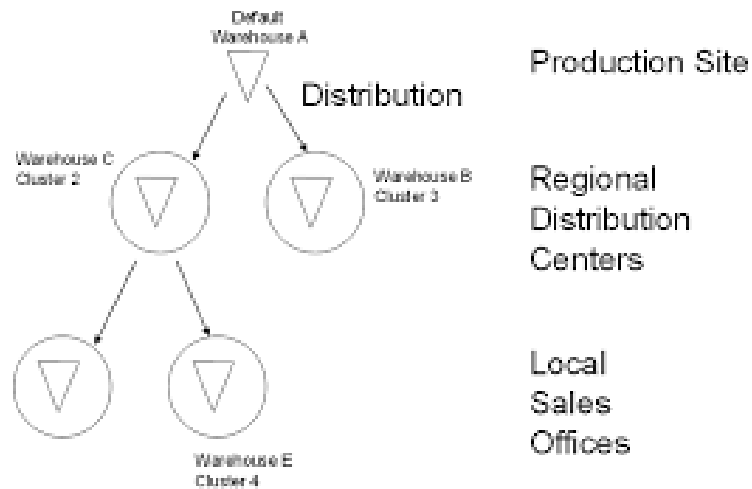 Default
Warehouse A
Production Site
Distribution
Warehouse C
Cluster 2
Warehouse B
Cluster 3
Regional
Distribution
Centers
Local
Sales
Offices
Warehouse E
Cluster 4